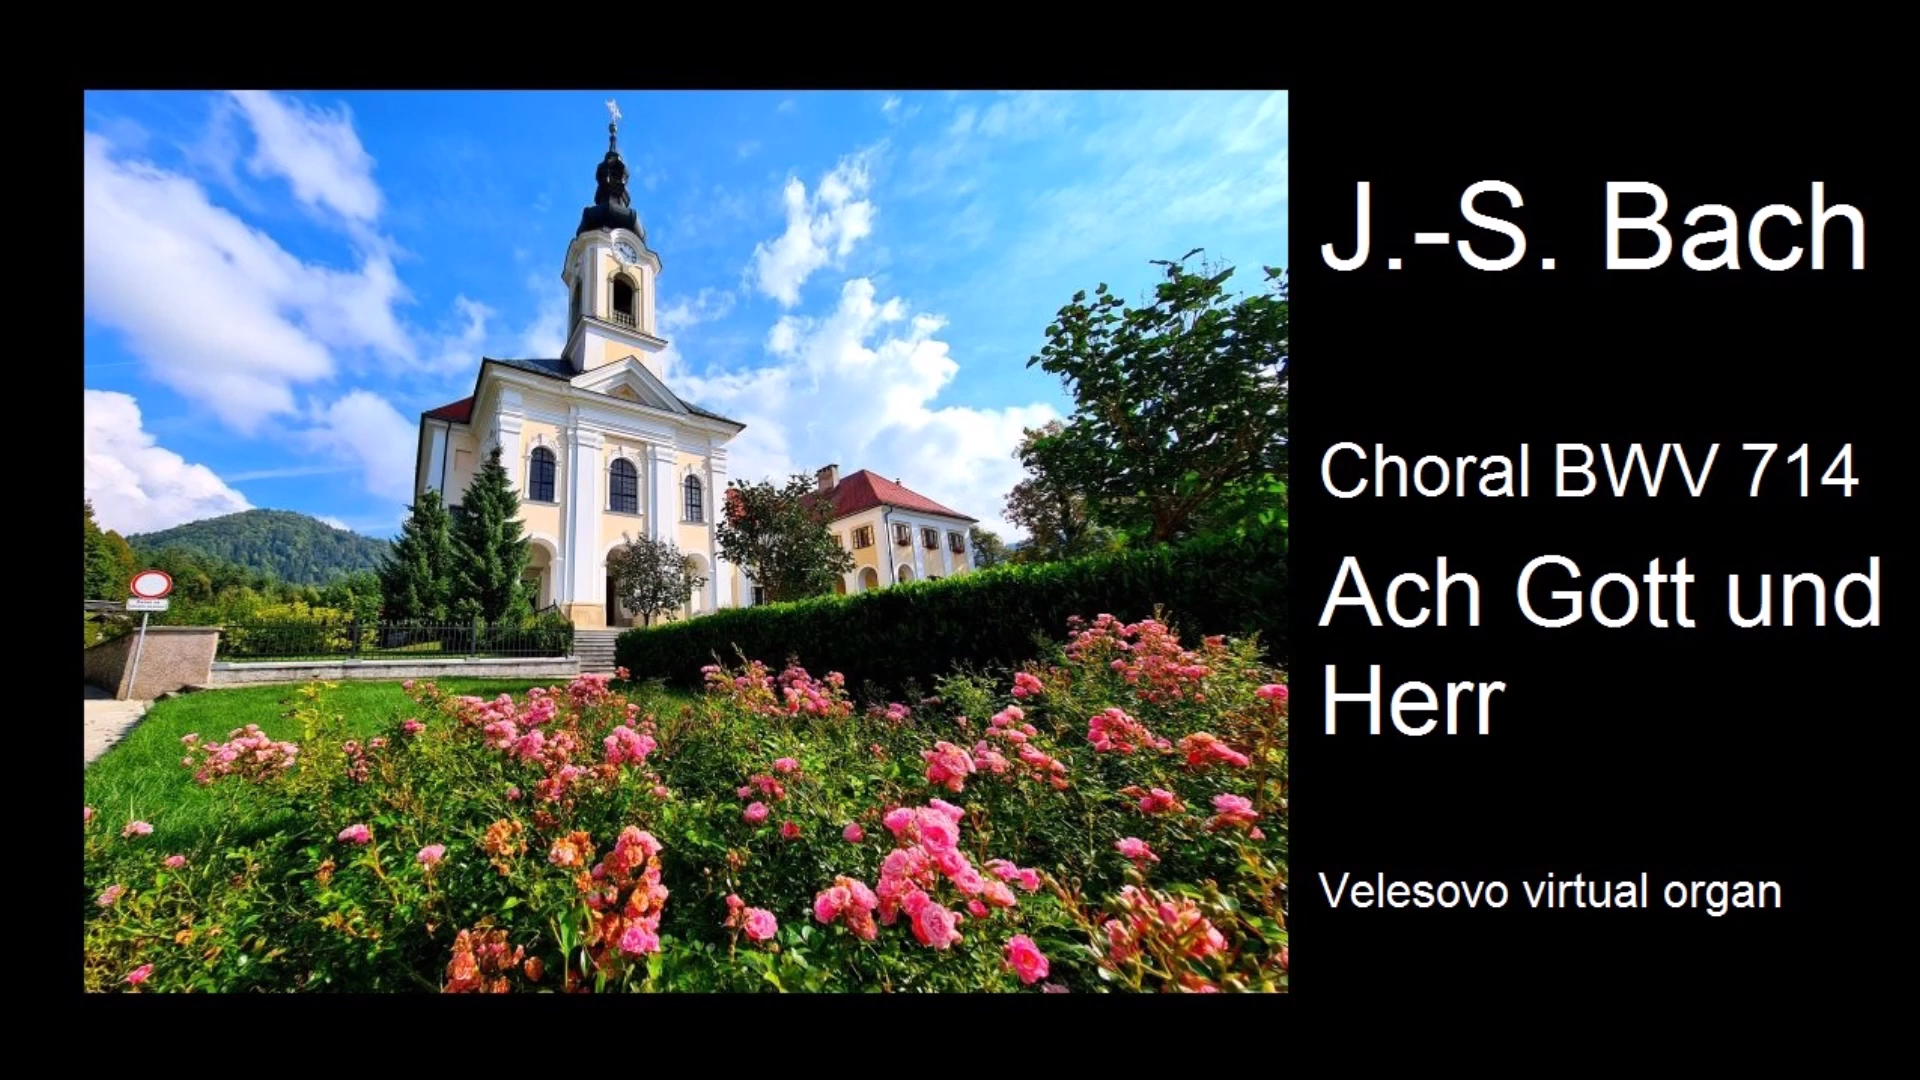 J.-S. Bach
Choral BWV 714
Ach Gott und
Herr
Velesovo virtual organ